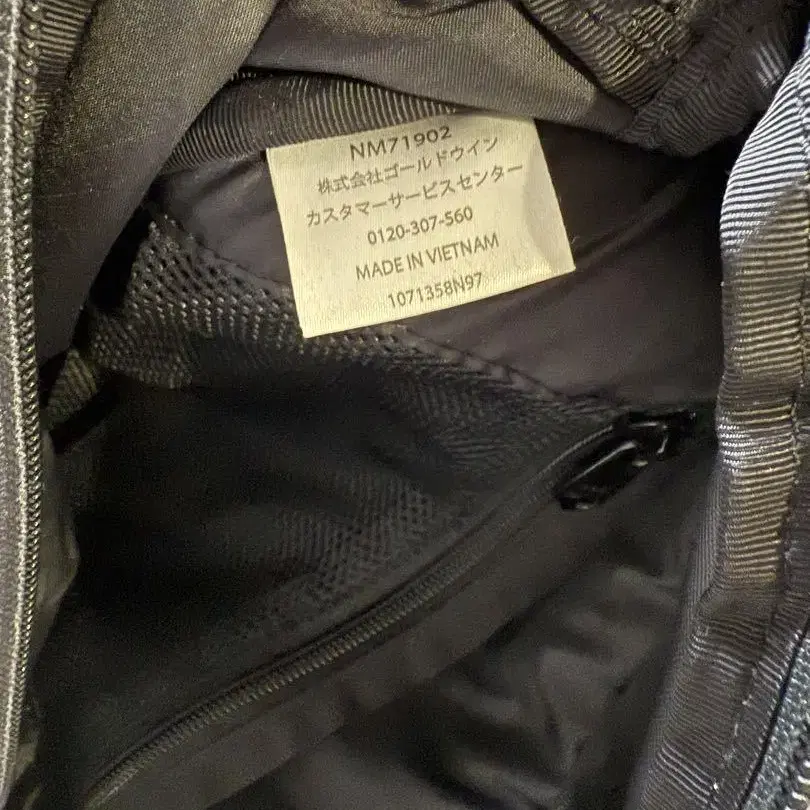 NM71902
株式会社ゴールドウイン
カスタマーサービスセンター
0120-307-560
MADE IN VIETNAM
1071358N97